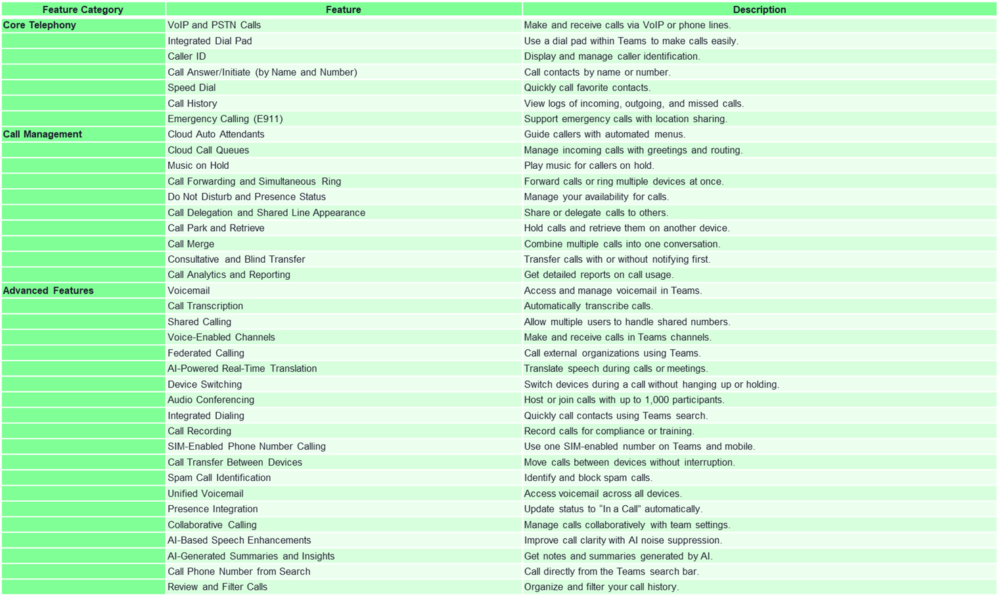 Feature Category Feature Description
Core Telephony VoIP and PSTN Calls Make and receive calls via VoIP or phone lines.
Integrated Dial Pad Use a dial pad within Teams to make calls easily.
Caller ID Display and manage caller identification.
Call Answer/Initiate (by Name and Number) Call contacts by name or number.
Speed Dial Quickly call favorite contacts.
Call History View logs of incoming, outgoing, and missed calls.
Emergency Calling (E911) Support emergency calls with location sharing.
Call Management Cloud Auto Attendants Guide callers with automated menus.
Cloud Call Queues Manage incoming calls with greetings and routing.
Music on Hold Play music for callers on hold.
Call Forwarding and Simultaneous Ring Forward calls or ring multiple devices at once.
Do Not Disturb and Presence Status Manage your availability for calls.
Call Delegation and Shared Line Appearance Share or delegate calls to others.
Call Park and Retrieve Hold calls and retrieve them on another device.
Call Merge Combine multiple calls into one conversation.
Consultative and Blind Transfer Transfer calls with or without notifying first.
Call Analytics and Reporting Get detailed reports on call usage.
Advanced Features Voicemail Access and manage voicemail in Teams.
Call Transcription Automatically transcribe calls.
Shared Calling Allow multiple users to handle shared numbers.
Voice-Enabled Channels Make and receive calls in Teams channels.
Federated Calling Call external organizations using Teams.
AI-Powered Real-Time Translation Translate speech during calls or meetings.
Device Switching Switch devices during a call without hanging up or holding.
Audio Conferencing Host or join calls with up to 1,000 participants.
Integrated Dialing Quickly call contacts using Teams search.
Call Recording Record calls for compliance or training.
SIM-Enabled Phone Number Calling Use one SIM-enabled number on Teams and mobile.
Call Transfer Between Devices Move calls between devices without interruption.
Spam Call Identification Identify and block spam calls.
Unified Voicemail Access voicemail across all devices.
Presence Integration Update status to “In a Call” automatically.
Collaborative Calling Manage calls collaboratively with team settings.
AI-Based Speech Enhancements Improve call clarity with AI noise suppression.
AI-Generated Summaries and Insights Get notes and summaries generated by AI.
Call Phone Number from Search Call directly from the Teams search bar.
Review and Filter Calls Organize and filter your call history.